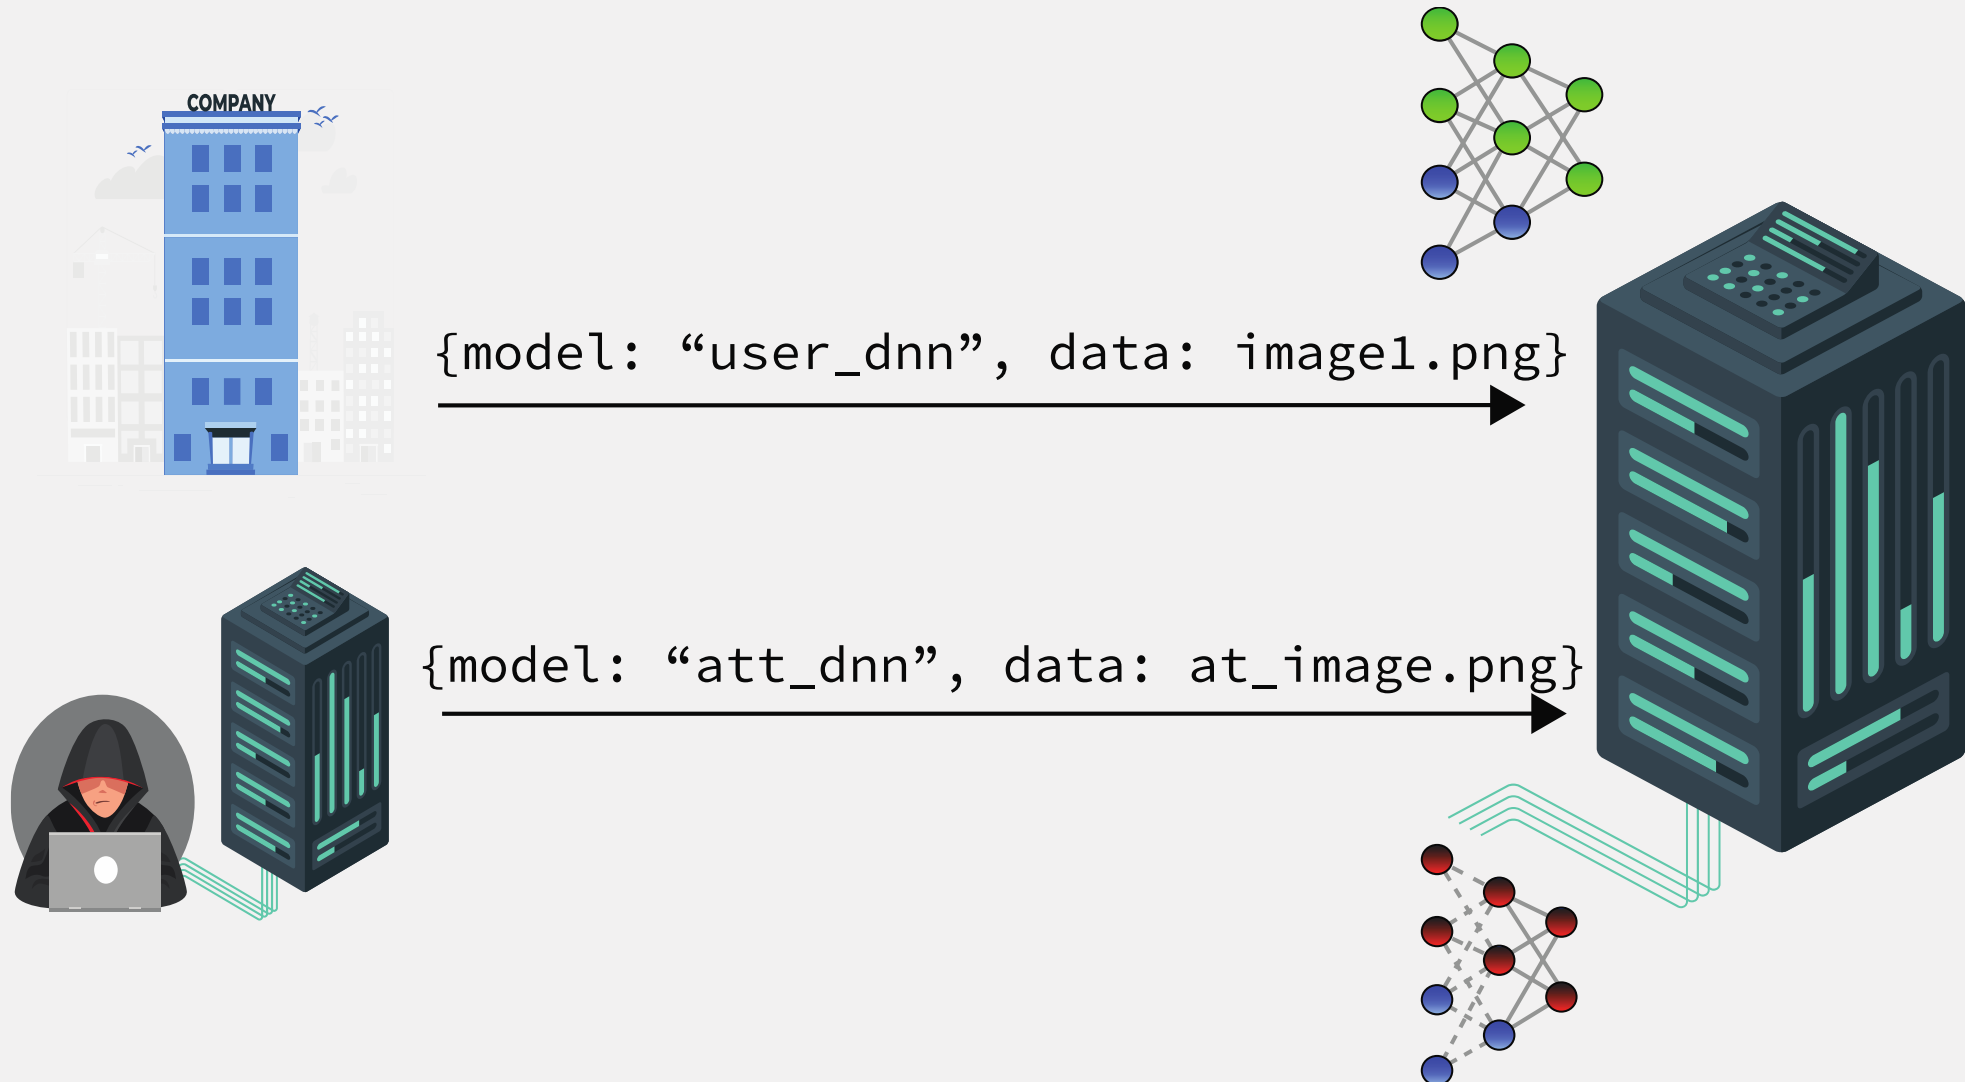 COMPANY
{model: “user_dnn”, data: image1.png}
{model: “att_dnn”, data: at_image.png}